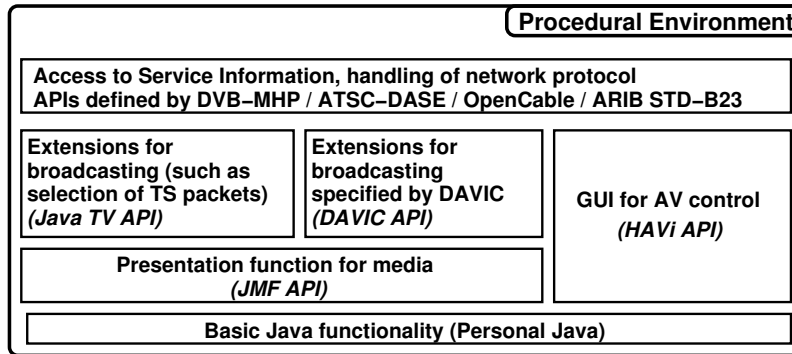 Procedural Environment
Access to Service Information, handling of network protocol
APIs defined by DVB−MHP / ATSC−DASE / OpenCable / ARIB STD−B23
Extensions for
broadcasting (such as
selection of TS packets)
(Java TV API)
Extensions for
broadcasting
specified by DAVIC
(DAVIC API)
GUI for AV control
(HAVi API)
Presentation function for media
(JMF API)
Basic Java functionality (Personal Java)